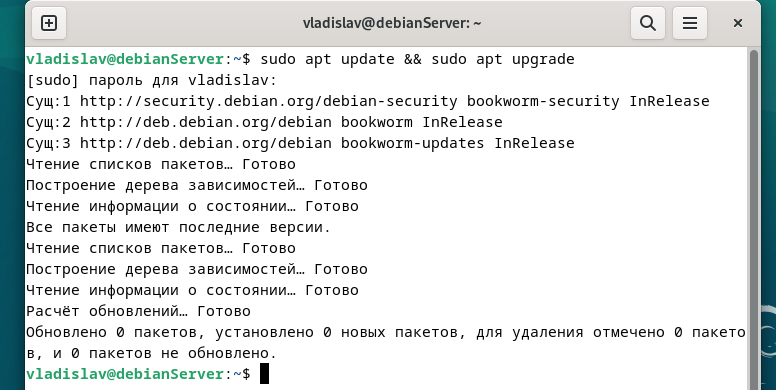 vladislav@debianServer: ~
vladislav@debianServer:~$ sudo apt update && sudo apt upgrade
[sudo] пароль для vladislav:
Сущ:1 http://security.debian.org/debian-security bookworm-security InRelease
Сущ:2 http://deb.debian.org/debian bookworm InRelease
Сущ:3 http://deb.debian.org/debian bookworm-updates InRelease
Чтение списков пакетов… Готово
Построение дерева зависимостей… Готово
Чтение информации о состоянии… Готово
Все пакеты имеют последние версии.
Чтение списков пакетов… Готово
Построение дерева зависимостей… Готово
Чтение информации о состоянии… Готово
Расчёт обновлений… Готово
Обновлено 0 пакетов, установлено 0 новых пакетов, для удаления отмечено 0 пакето
в, и 0 пакетов не обновлено.
vladislav@debianServer:~$